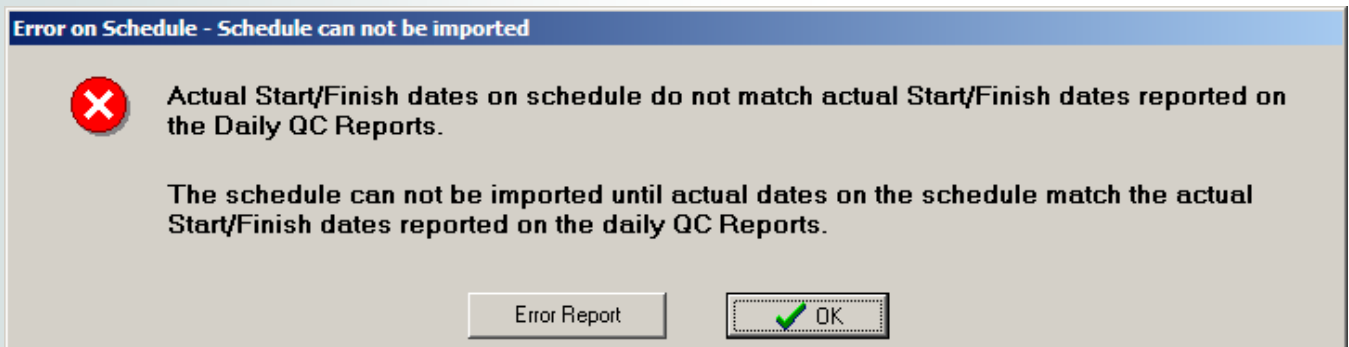 Error on Schedule - Schedule can not be imported
Actual Start/Finish dates on schedule do not match actual Start/Finish dates reported on
the Daily QC Reports.
The schedule can not be imported until actual dates on the schedule match the actual
Start/Finish dates reported on the daily QC Reports.
Error Report
OK